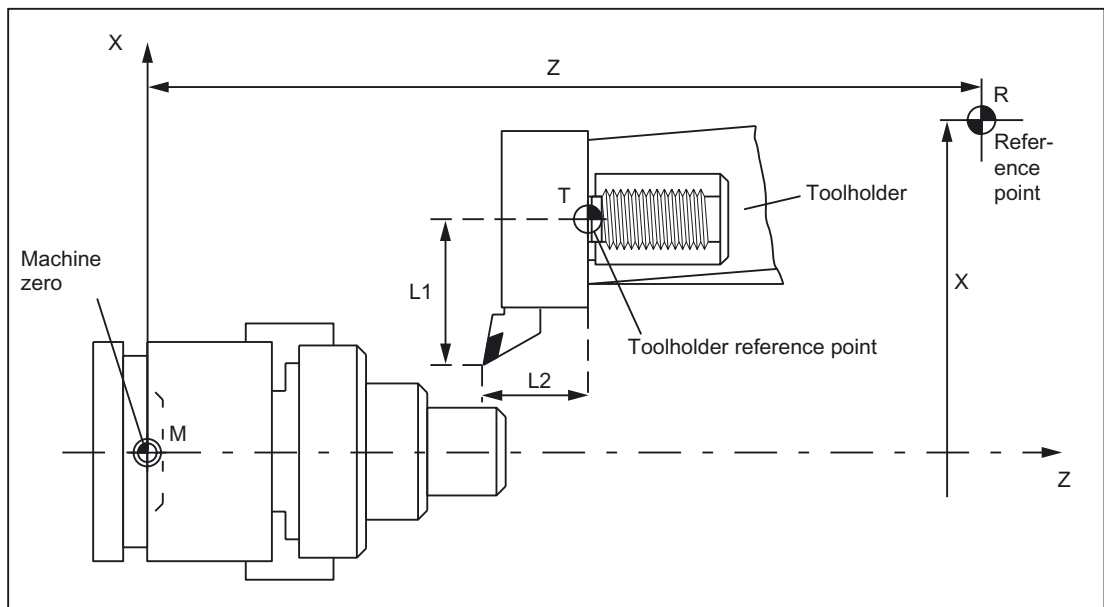 X
Z
R
Refer-
ence
point
T
Toolholder
Machine
zero
L1
X
Toolholder reference point
L2
M
Z